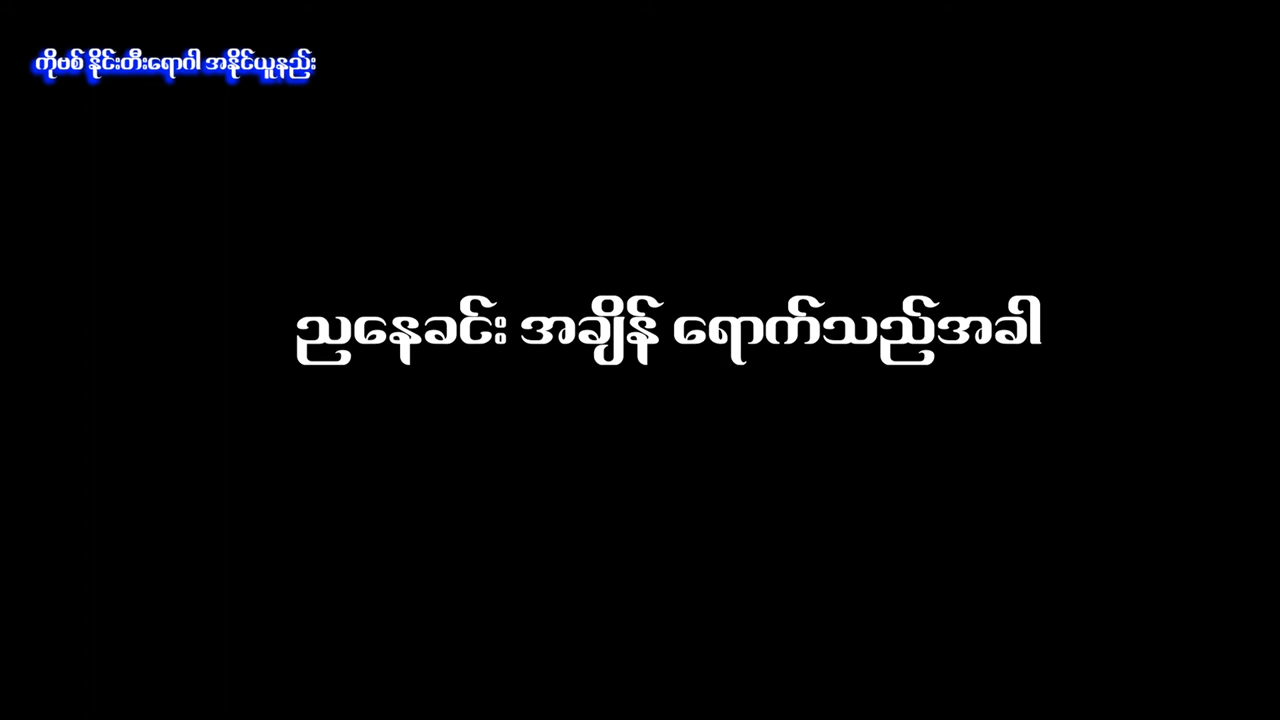 ကိုဗစ် နိုင်းတီးရောဂါ အနိုင်ယူနည်း
ညနေခင်း အချိန် ရောက်သည်အခါ